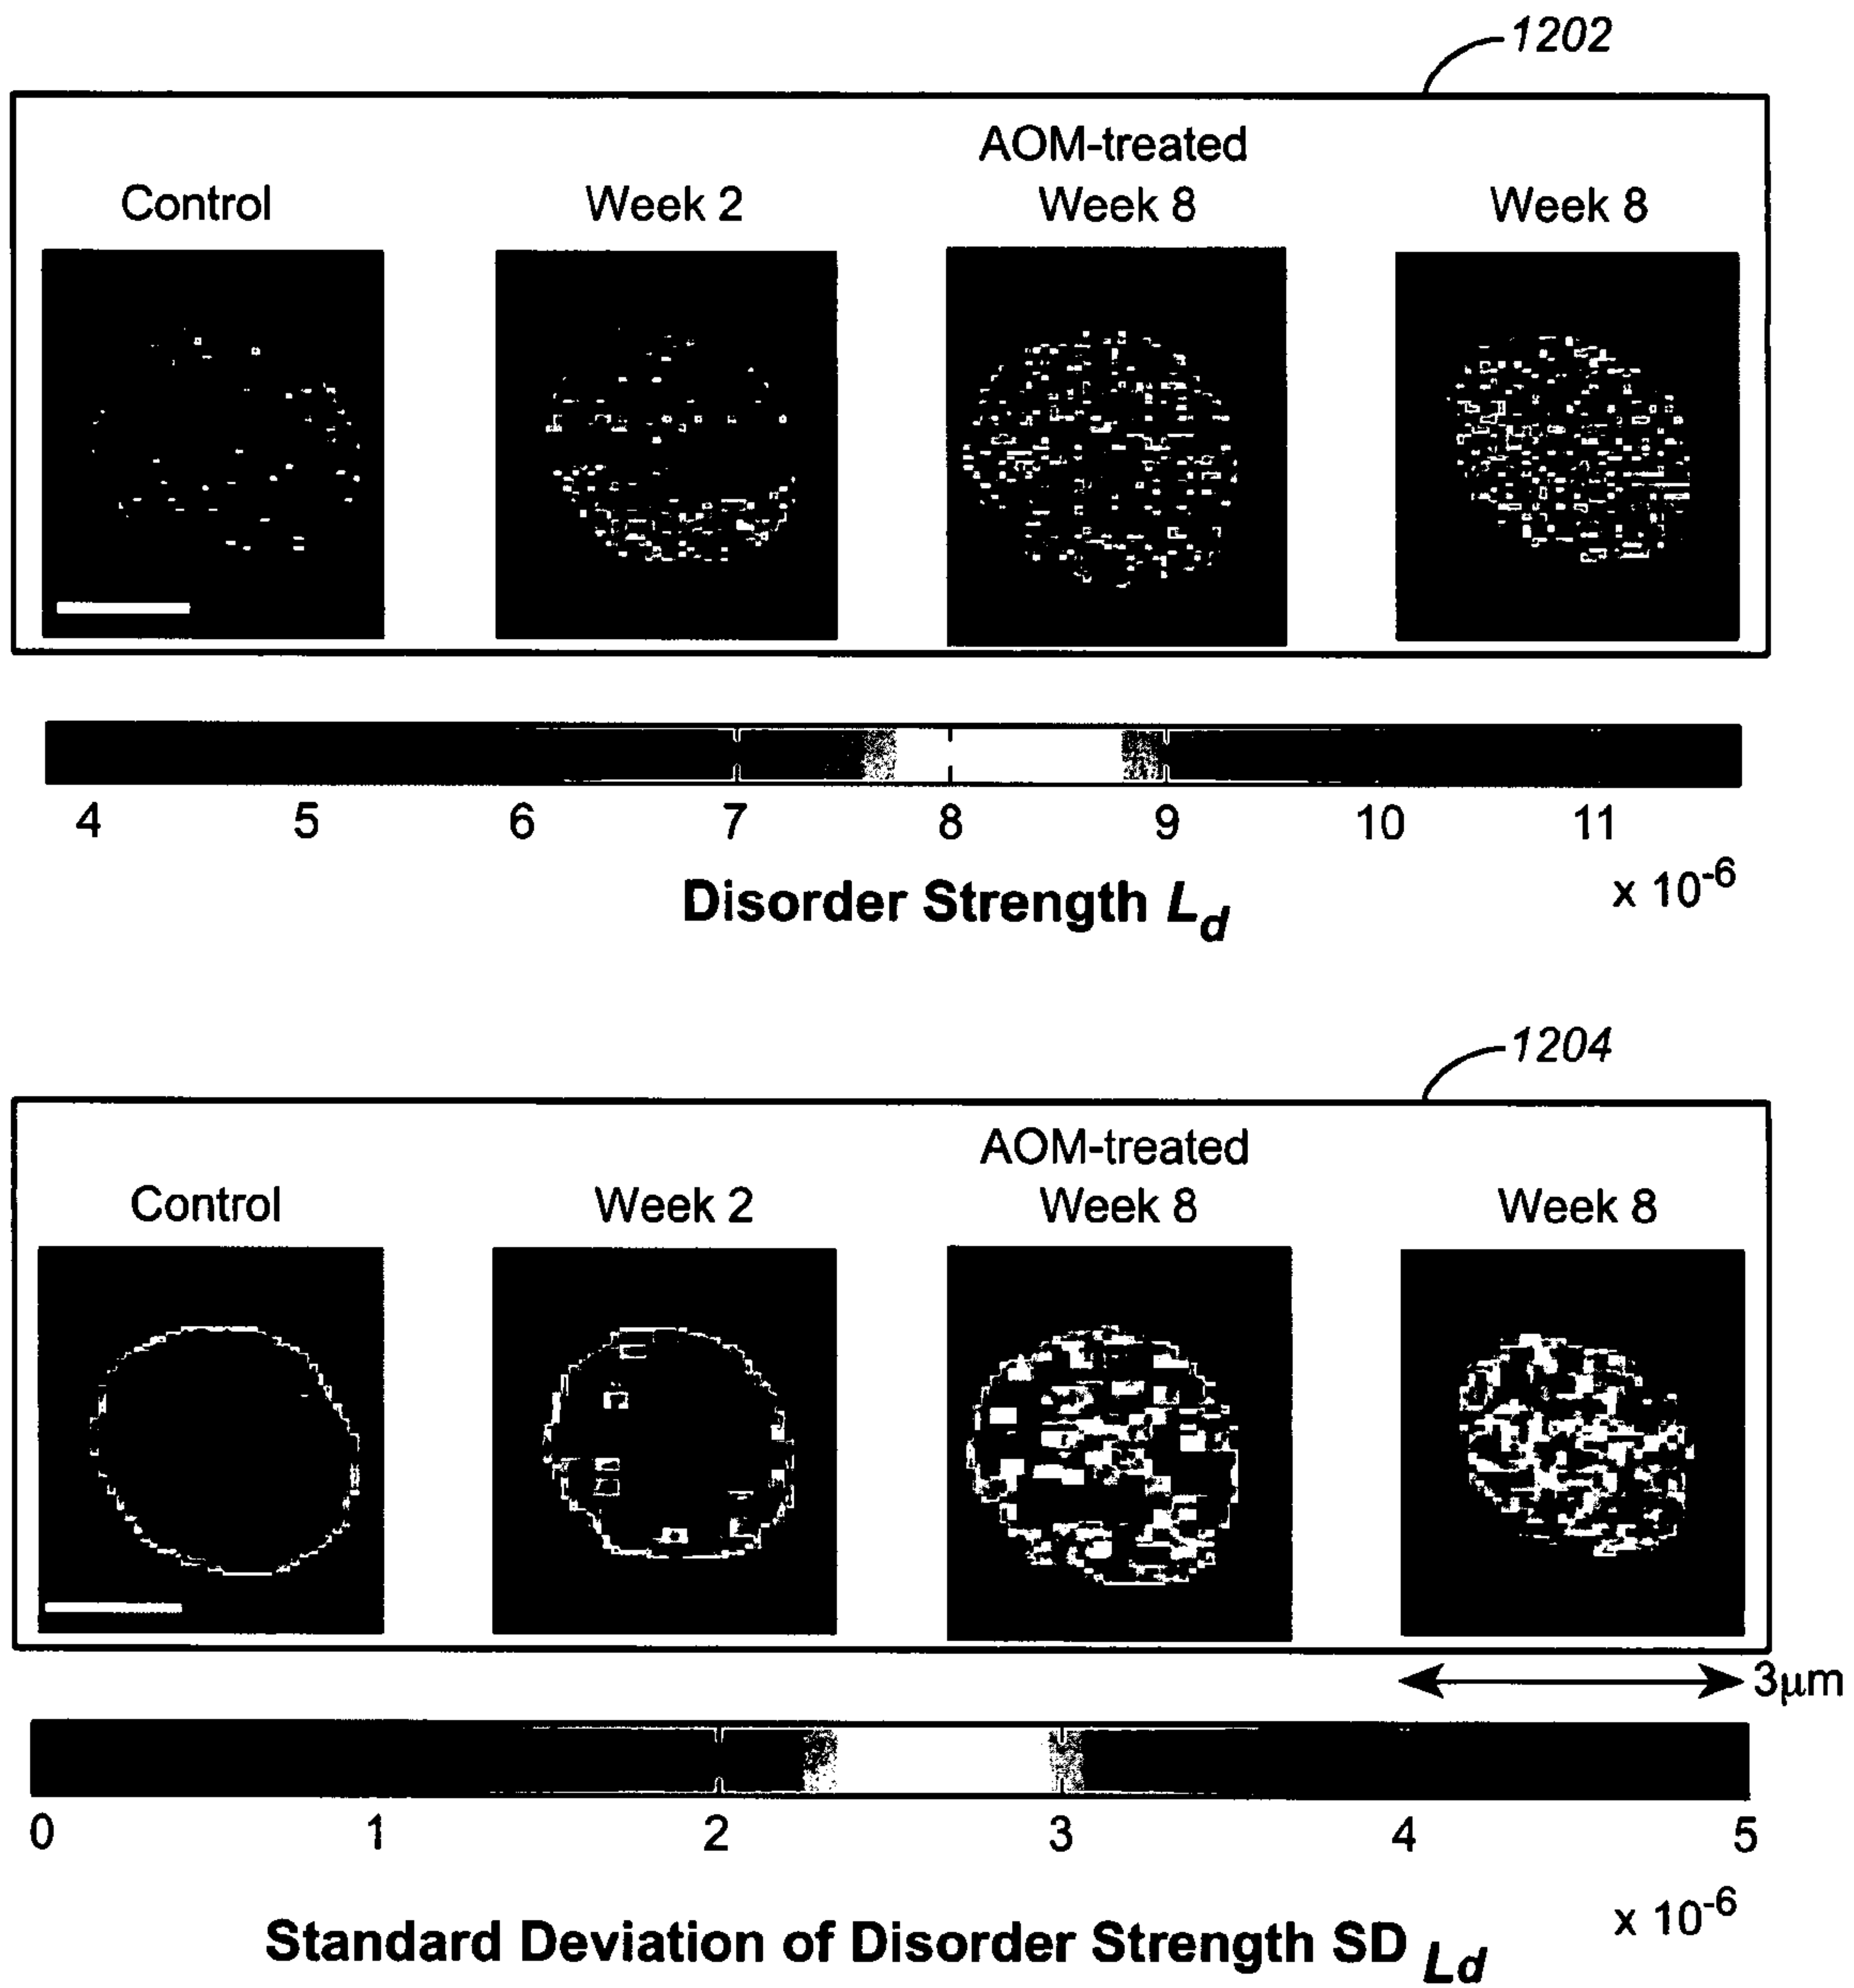 1202
AOM-treated
Control Week 2 Week 8 Week 8
4 5 6 7 8 9 10 11
Disorder Strength Ld x 10-6
1204
AOM-treated
Control Week 2 Week 8 Week 8
3μm
0 1 2 3 4 5
x 10-6
Standard Deviation of Disorder Strength SD Ld